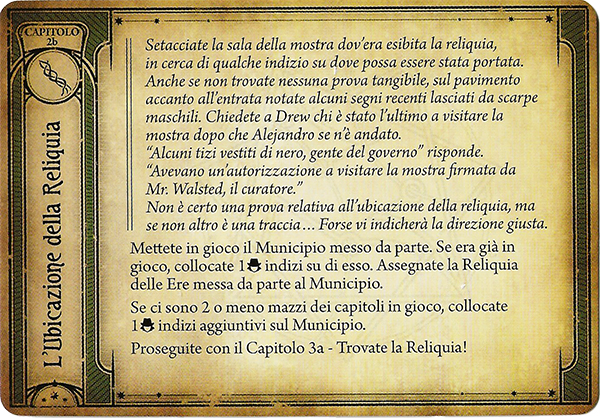 CAPITOLO
2b
L'Ubicazione della Reliquia
Setacciate la sala della mostra dov'era esibita la reliquia,
in cerca di qualche indizio su dove possa essere stata portata.
Anche se non trovate nessuna prova tangibile, sul pavimento
accanto all'entrata notate alcuni segni recenti lasciati da scarpe
maschili. Chiedete a Drew chi è stato l'ultimo a visitare la
mostra dopo che Alejandro se n'è andato.
“Alcuni tizi vestiti di nero, gente del governo” risponde.
“Avevano un'autorizzazione a visitare la mostra firmata da
Mr. Walsted, il curatore.”
Non è certo una prova relativa all'ubicazione della reliquia, ma
se non altro è una traccia… Forse vi indicherà la direzione giusta.
Mettete in gioco il Municipio messo da parte. Se era già in
gioco, collocate 1 indizi su di esso. Assegnate la Reliquia
delle Ere messa da parte al Municipio.
Se ci sono 2 o meno mazzi dei capitoli in gioco, collocate
1 indizi aggiuntivi sul Municipio.
Proseguite con il Capitolo 3a - Trovate la Reliquia!